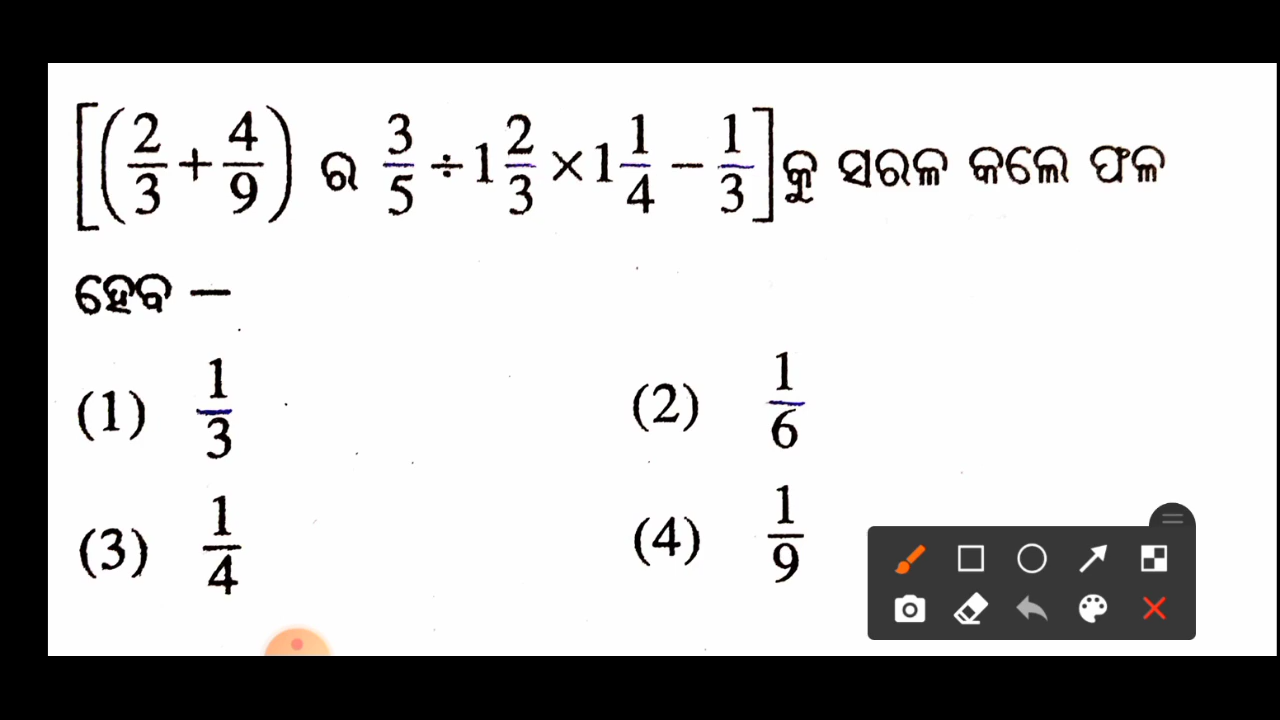 [(2/3 + 4/9) ର 3/5 ÷ 1 2/3 × 1 1/4 − 1/3] କୁ ସରଳ କଲେ ଫଳ
ହେବ −
(1) 1/3 (2) 1/6
(3) 1/4 (4) 1/9